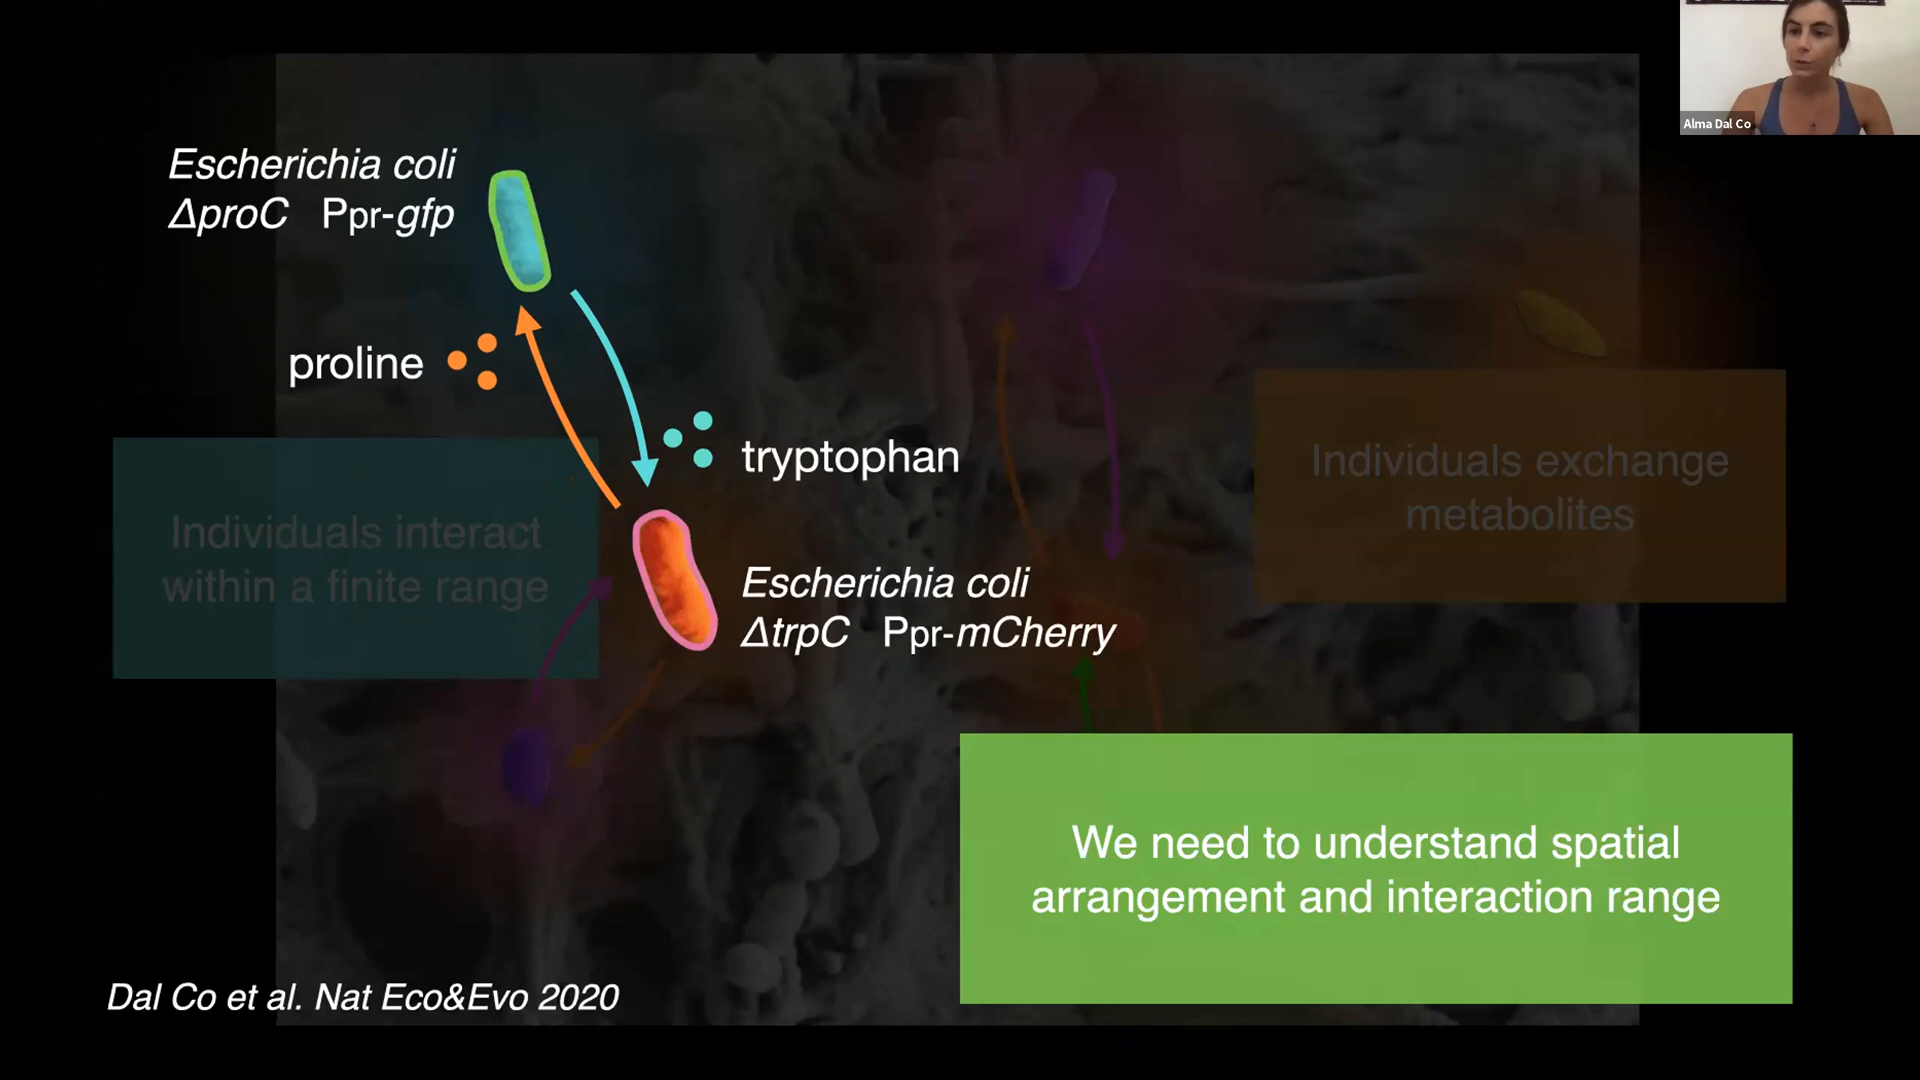 Alma Dal Co
Escherichia coli
ΔproC Ppr-gfp
proline
tryptophan
Individuals exchange
metabolites
Individuals interact
within a finite range
Escherichia coli
ΔtrpC Ppr-mCherry
We need to understand spatial
arrangement and interaction range
Dal Co et al. Nat Eco&Evo 2020